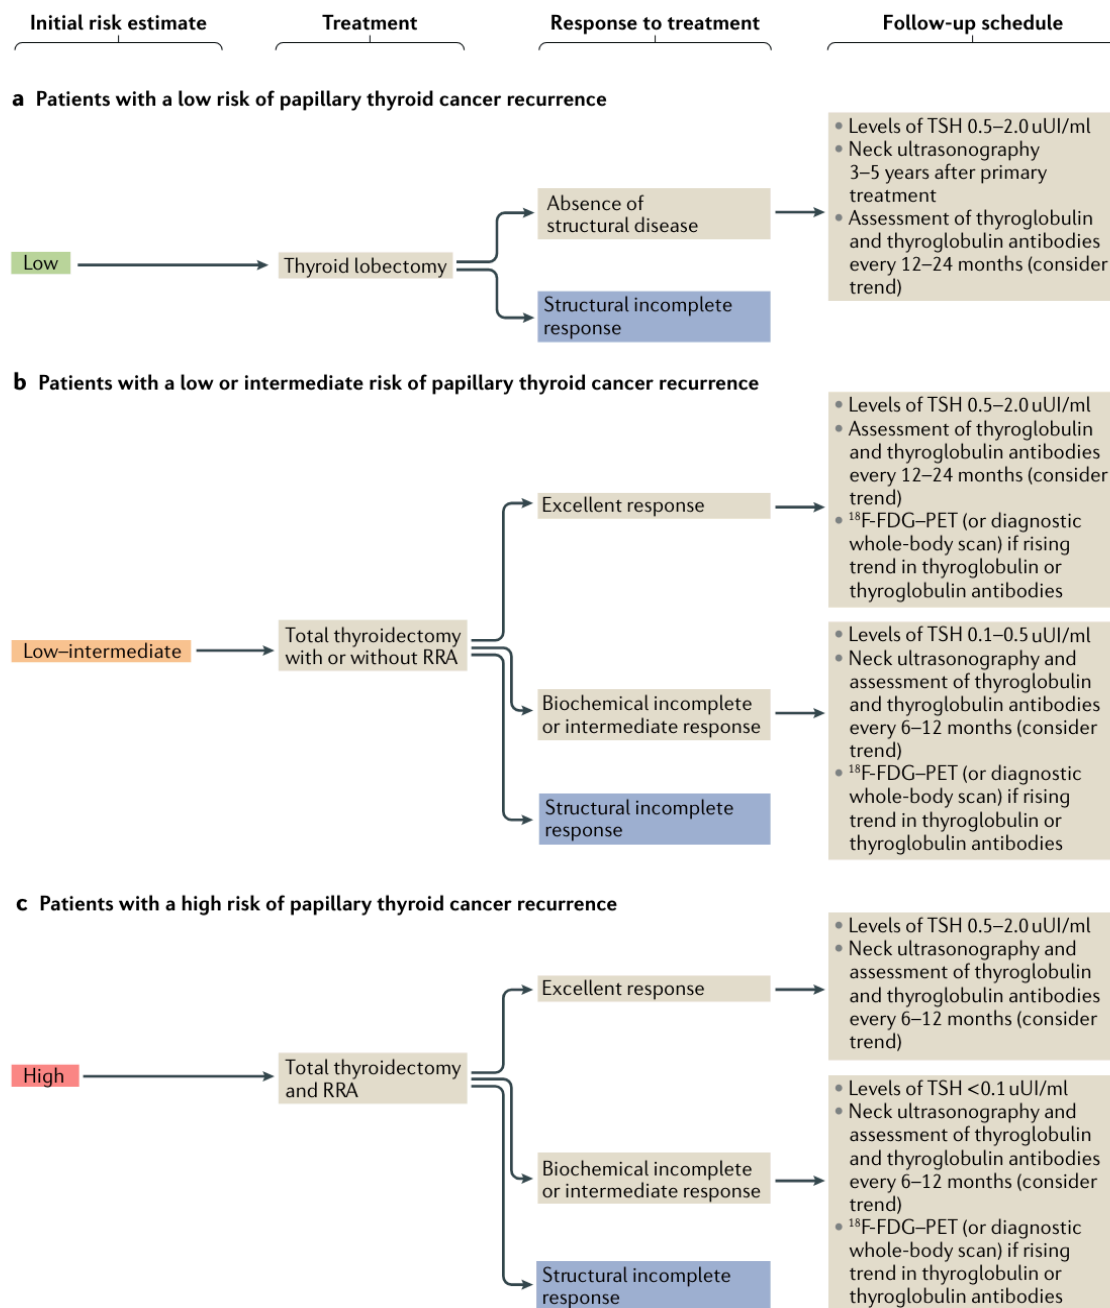 Initial risk estimate
Treatment
Response to treatment
Follow-up schedule
a Patients with a low risk of papillary thyroid cancer recurrence
Low
Thyroid lobectomy
Absence of
structural disease
Structural incomplete
response
• Levels of TSH 0.5–2.0 uUI/ml
• Neck ultrasonography
3–5 years after primary
treatment
• Assessment of thyroglobulin
and thyroglobulin antibodies
every 12–24 months (consider
trend)
b Patients with a low or intermediate risk of papillary thyroid cancer recurrence
Low–intermediate
Total thyroidectomy
with or without RRA
Excellent response
• Levels of TSH 0.5–2.0 uUI/ml
• Assessment of thyroglobulin
and thyroglobulin antibodies
every 12–24 months (consider
trend)
• ¹⁸F-FDG–PET (or diagnostic
whole-body scan) if rising
trend in thyroglobulin or
thyroglobulin antibodies
Biochemical incomplete
or intermediate response
• Levels of TSH 0.1–0.5 uUI/ml
• Neck ultrasonography and
assessment of thyroglobulin
and thyroglobulin antibodies
every 6–12 months (consider
trend)
• ¹⁸F-FDG–PET (or diagnostic
whole-body scan) if rising
trend in thyroglobulin or
thyroglobulin antibodies
Structural incomplete
response
c Patients with a high risk of papillary thyroid cancer recurrence
High
Total thyroidectomy
and RRA
Excellent response
• Levels of TSH 0.5–2.0 uUI/ml
• Neck ultrasonography and
assessment of thyroglobulin
and thyroglobulin antibodies
every 6–12 months (consider
trend)
Biochemical incomplete
or intermediate response
• Levels of TSH <0.1 uUI/ml
• Neck ultrasonography and
assessment of thyroglobulin
and thyroglobulin antibodies
every 6–12 months (consider
trend)
• ¹⁸F-FDG–PET (or diagnostic
whole-body scan) if rising
trend in thyroglobulin or
thyroglobulin antibodies
Structural incomplete
response